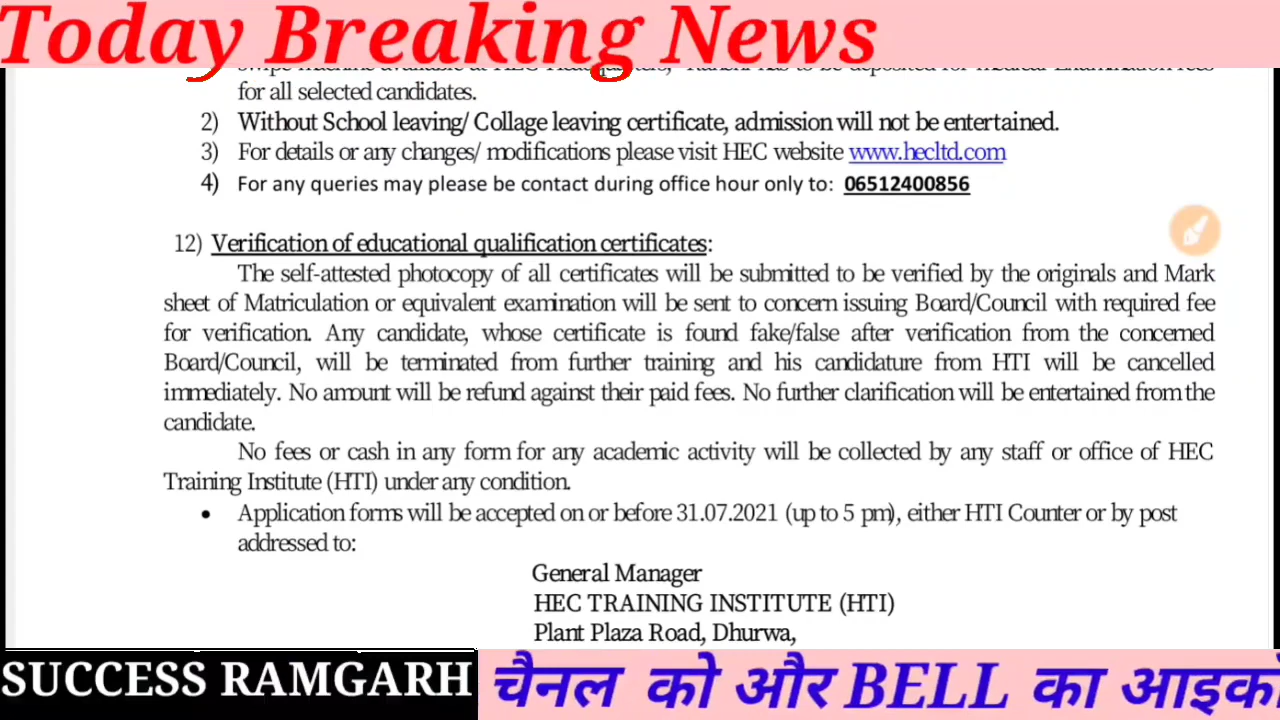 Today Breaking News
for all selected candidates.
2) Without School leaving/ Collage leaving certificate, admission will not be entertained.
3) For details or any changes/ modifications please visit HEC website www.hecltd.com
4) For any queries may please be contact during office hour only to: 06512400856
12) Verification of educational qualification certificates:
The self-attested photocopy of all certificates will be submitted to be verified by the originals and Mark
sheet of Matriculation or equivalent examination will be sent to concern issuing Board/Council with required fee
for verification. Any candidate, whose certificate is found fake/false after verification from the concerned
Board/Council, will be terminated from further training and his candidature from HTI will be cancelled
immediately. No amount will be refund against their paid fees. No further clarification will be entertained from the
candidate.
No fees or cash in any form for any academic activity will be collected by any staff or office of HEC
Training Institute (HTI) under any condition.
• Application forms will be accepted on or before 31.07.2021 (up to 5 pm), either HTI Counter or by post
addressed to:
General Manager
HEC TRAINING INSTITUTE (HTI)
Plant Plaza Road, Dhurwa,
SUCCESS RAMGARH चैनल को और BELL का